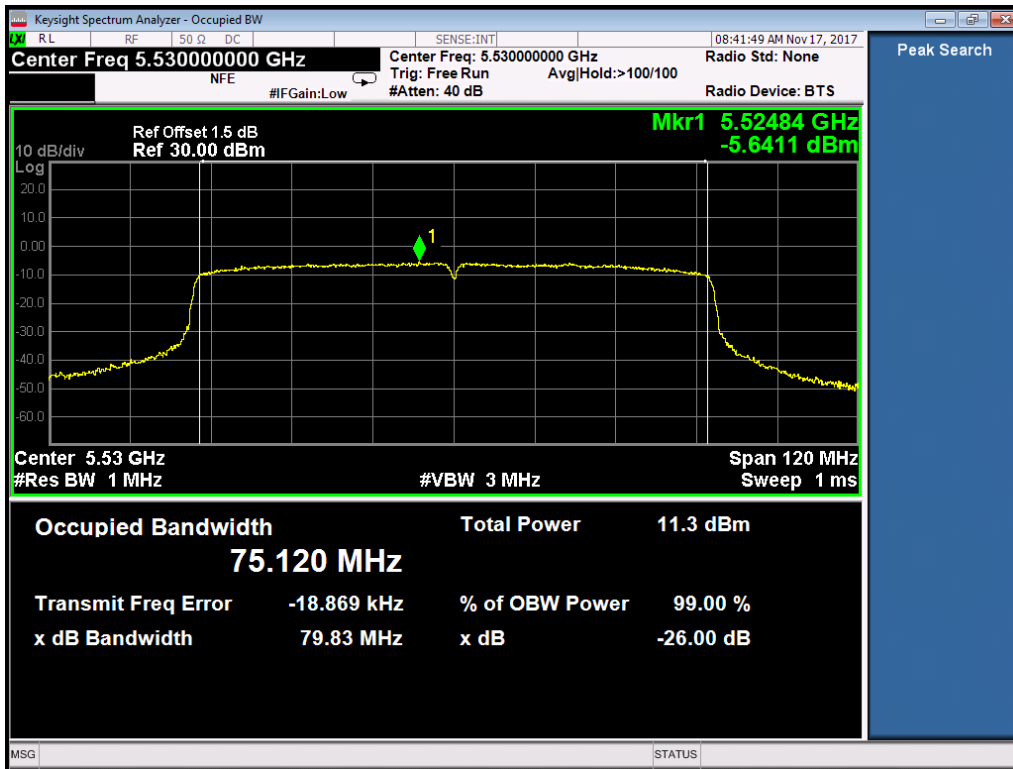 Keysight Spectrum Analyzer - Occupied BW
LXI RL RF 50 Ω DC SENSE:INT 08:41:49 AM Nov 17, 2017
Center Freq 5.530000000 GHz
NFE
#IFGain:Low
Center Freq: 5.530000000 GHz
Trig: Free Run Avg|Hold:>100/100
#Atten: 40 dB
Radio Std: None
Radio Device: BTS
Peak Search
Mkr1 5.52484 GHz
-5.6411 dBm
Ref Offset 1.5 dB
10 dB/div Ref 30.00 dBm
Log
20.0
10.0
0.00
-10.0
-20.0
-30.0
-40.0
-50.0
-60.0
1
Center 5.53 GHz Span 120 MHz
#Res BW 1 MHz #VBW 3 MHz Sweep 1 ms
Occupied Bandwidth Total Power 11.3 dBm
75.120 MHz
Transmit Freq Error -18.869 kHz % of OBW Power 99.00 %
x dB Bandwidth 79.83 MHz x dB -26.00 dB
MSG STATUS